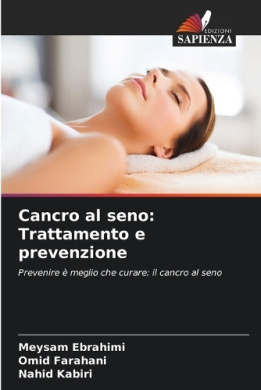 EDIZIONI
SAPIENZA
Cancro al seno:
Trattamento e
prevenzione
Prevenire è meglio che curare: il cancro al seno
Meysam Ebrahimi
Omid Farahani
Nahid Kabiri